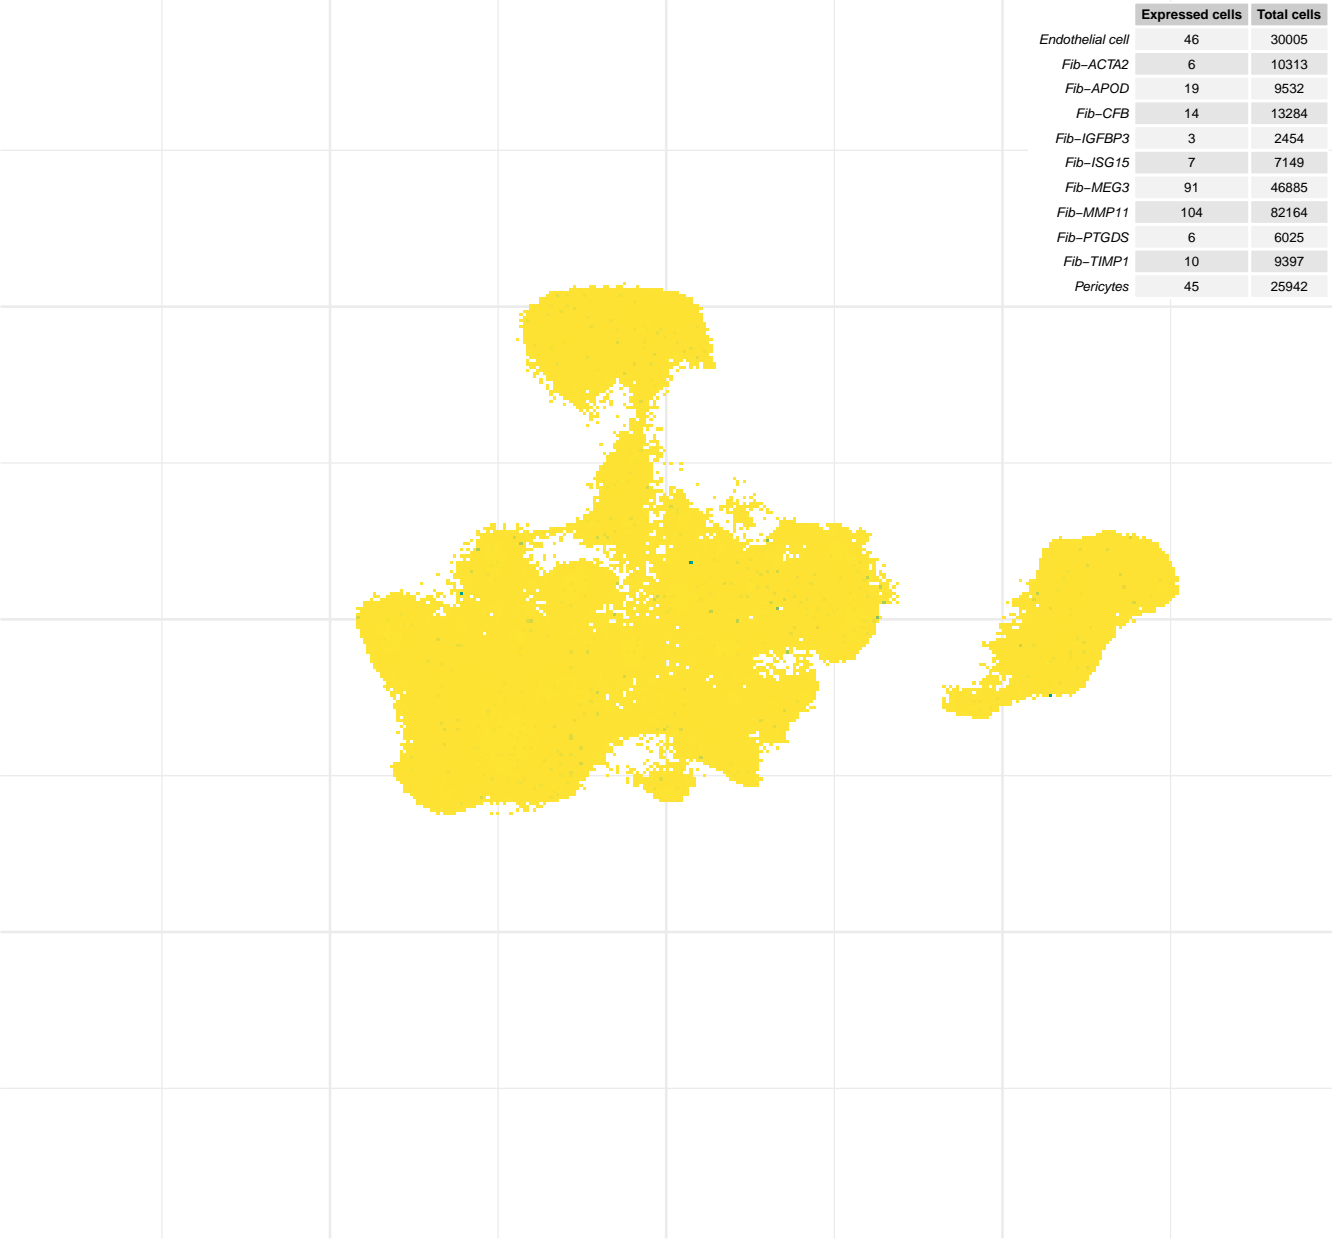 Expressed cells Total cells
Endothelial cell 46 30005
Fib−ACTA2 6 10313
Fib−APOD 19 9532
Fib−CFB 14 13284
Fib−IGFBP3 3 2454
Fib−ISG15 7 7149
Fib−MEG3 91 46885
Fib−MMP11 104 82164
Fib−PTGDS 6 6025
Fib−TIMP1 10 9397
Pericytes 45 25942